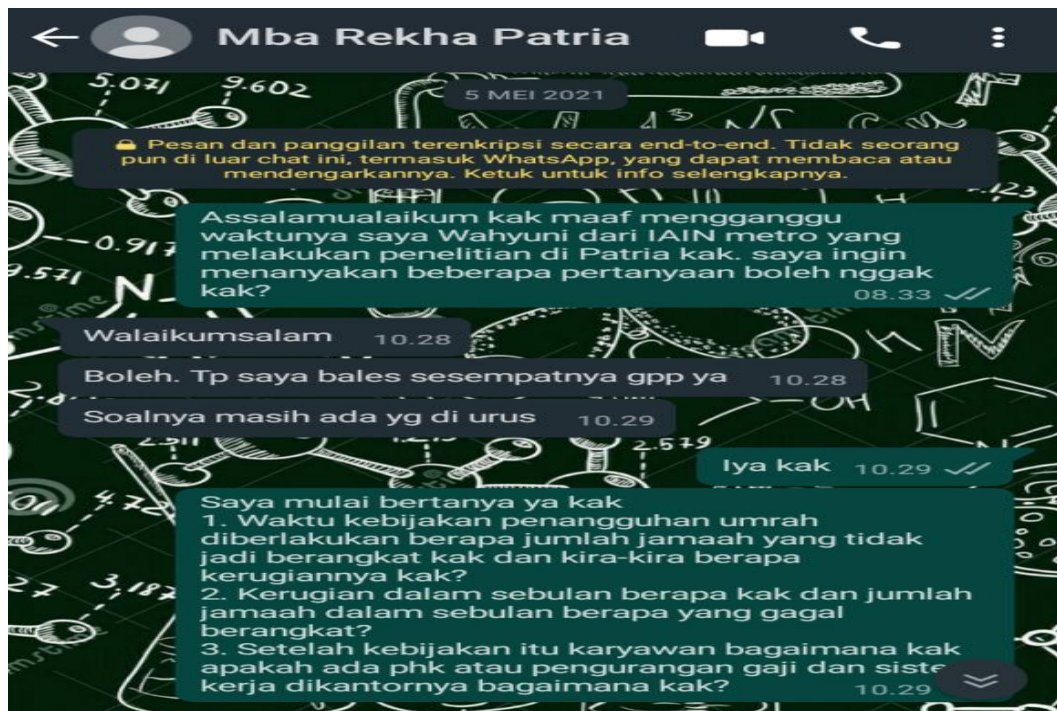 Mba Rekha Patria
5.071 9.602
5 MEI 2021
Pesan dan panggilan terenkripsi secara end-to-end. Tidak seorang
pun di luar chat ini, termasuk WhatsApp, yang dapat membaca atau
mendengarkannya. Ketuk untuk info selengkapnya.
Assalamualaikum kak maaf mengganggu
waktunya saya Wahyuni dari IAIN metro yang
melakukan penelitian di Patria kak. saya ingin
menanyakan beberapa pertanyaan boleh nggak
kak?
08.33
Walaikumsalam 10.28
Boleh. Tp saya bales sesempatnya gpp ya 10.28
Soalnya masih ada yg di urus 10.29
2.579
Iya kak 10.29
Saya mulai bertanya ya kak
1. Waktu kebijakan penangguhan umrah
diberlakukan berapa jumlah jamaah yang tidak
jadi berangkat kak dan kira-kira berapa
kerugiannya kak?
2. Kerugian dalam sebulan berapa kak dan jumlah
jamaah dalam sebulan berapa yang gagal
berangkat?
3. Setelah kebijakan itu karyawan bagaimana kak
apakah ada phk atau pengurangan gaji dan siste
kerja dikantornya bagaimana kak?
10.29